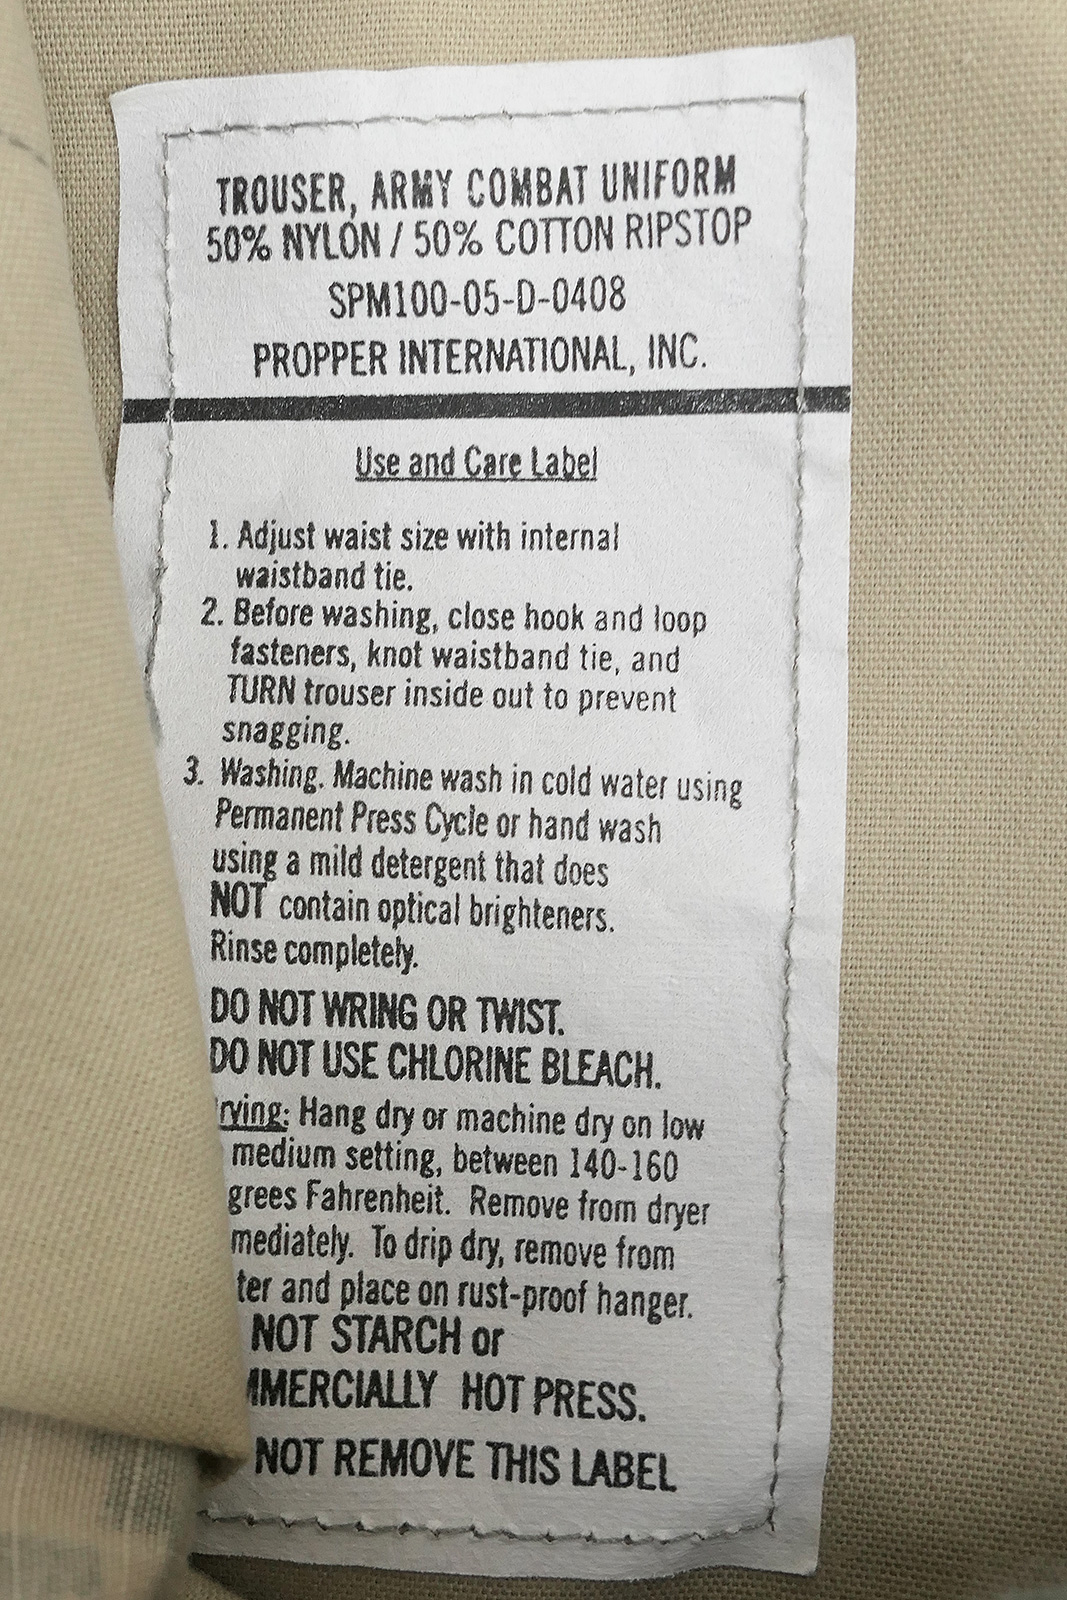 TROUSER, ARMY COMBAT UNIFORM
50% NYLON / 50% COTTON RIPSTOP
SPM100-05-D-0408
PROPPER INTERNATIONAL, INC.
Use and Care Label
1. Adjust waist size with internal
waistband tie.
2. Before washing, close hook and loop
fasteners, knot waistband tie, and
TURN trouser inside out to prevent
snagging.
3. Washing. Machine wash in cold water using
Permanent Press Cycle or hand wash
using a mild detergent that does
NOT contain optical brighteners.
Rinse completely.
DO NOT WRING OR TWIST.
DO NOT USE CHLORINE BLEACH.
rying: Hang dry or machine dry on low
medium setting, between 140-160
grees Fahrenheit. Remove from dryer
mediately. To drip dry, remove from
ter and place on rust-proof hanger.
NOT STARCH or
MMERCIALLY HOT PRESS.
NOT REMOVE THIS LABEL